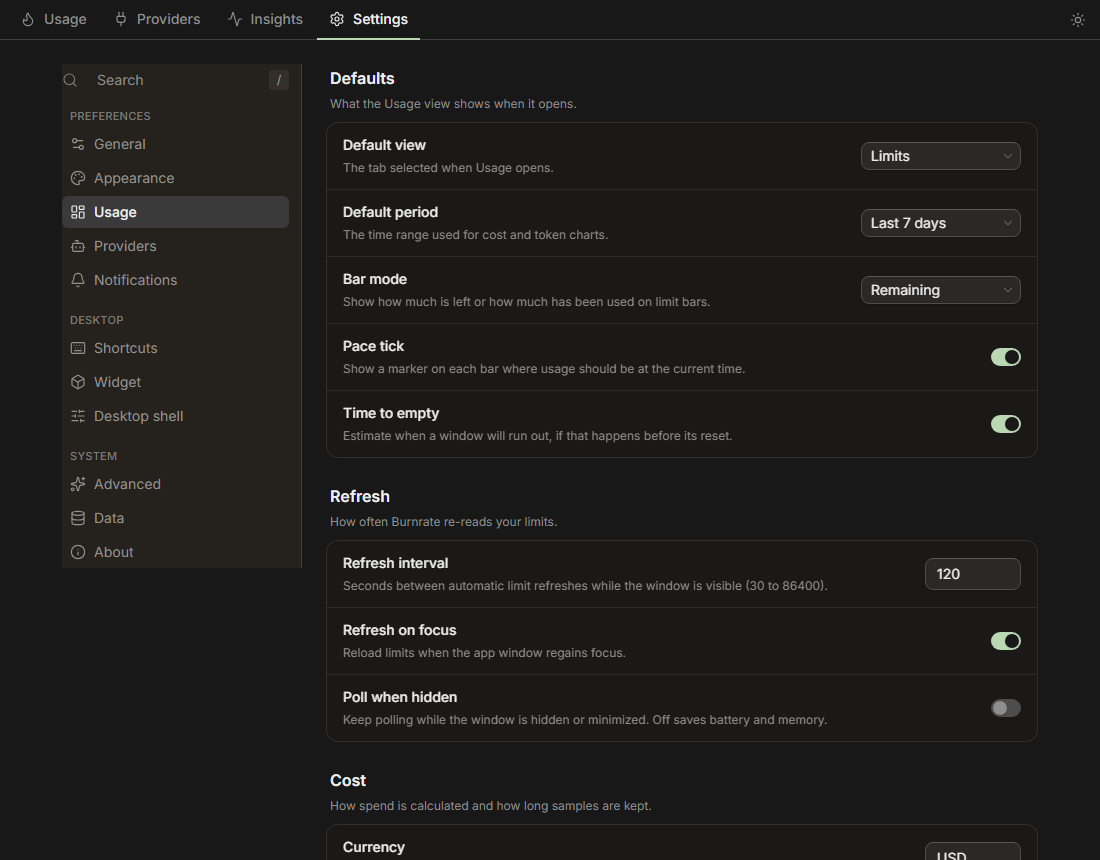 Usage Providers Insights Settings
Search /
PREFERENCES
General
Appearance
Usage
Providers
Notifications
DESKTOP
Shortcuts
Widget
Desktop shell
SYSTEM
Advanced
Data
About
Defaults
What the Usage view shows when it opens.
Default view
The tab selected when Usage opens.
Limits
Default period
The time range used for cost and token charts.
Last 7 days
Bar mode
Show how much is left or how much has been used on limit bars.
Remaining
Pace tick
Show a marker on each bar where usage should be at the current time.
Time to empty
Estimate when a window will run out, if that happens before its reset.
Refresh
How often Burnrate re-reads your limits.
Refresh interval
Seconds between automatic limit refreshes while the window is visible (30 to 86400).
120
Refresh on focus
Reload limits when the app window regains focus.
Poll when hidden
Keep polling while the window is hidden or minimized. Off saves battery and memory.
Cost
How spend is calculated and how long samples are kept.
Currency
USD